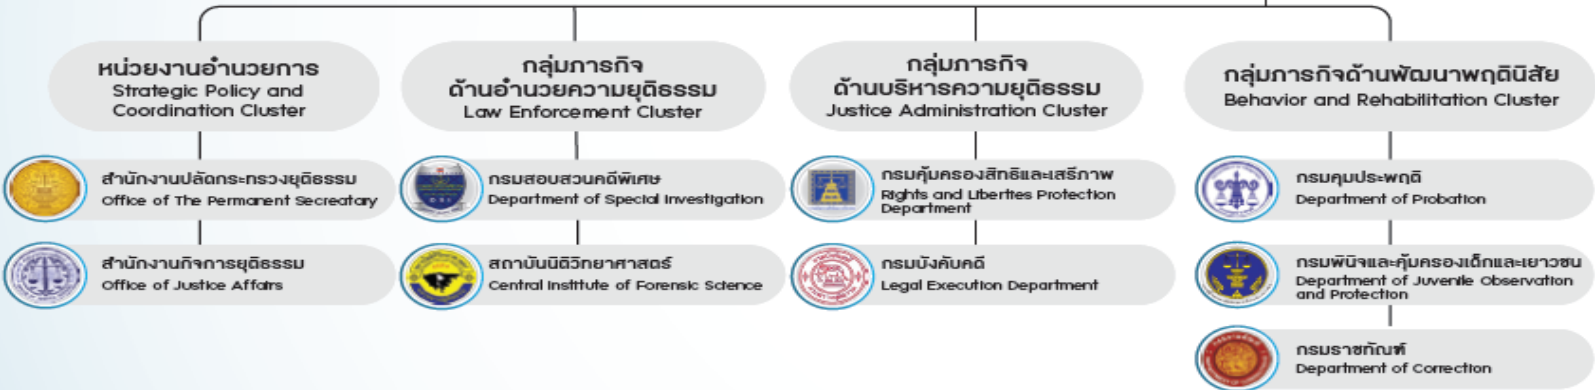 หน่วยงานอำนวยการ
Strategic Policy and
Coordination Cluster
สำนักงานปลัดกระทรวงยุติธรรม
Office of The Permanent Secreatary
สำนักงานกิจการยุติธรรม
Office of Justice Affairs
กลุ่มภารกิจ
ด้านอำนวยความยุติธรรม
Law Enforcement Cluster
กรมสอบสวนคดีพิเศษ
Department of Special Investigation
สถาบันนิติวิทยาศาสตร์
Central Institute of Forensic Science
กลุ่มภารกิจ
ด้านบริหารความยุติธรรม
Justice Administration Cluster
กรมคุ้มครองสิทธิและเสรีภาพ
Rights and Liberties Protection
Department
กรมบังคับคดี
Legal Execution Department
กลุ่มภารกิจด้านพัฒนาพฤตินิสัย
Behavior and Rehabilitation Cluster
กรมคุมประพฤติ
Department of Probation
กรมพินิจและคุ้มครองเด็กและเยาวชน
Department of Juvenile Observation
and Protection
กรมราชทัณฑ์
Department of Correction